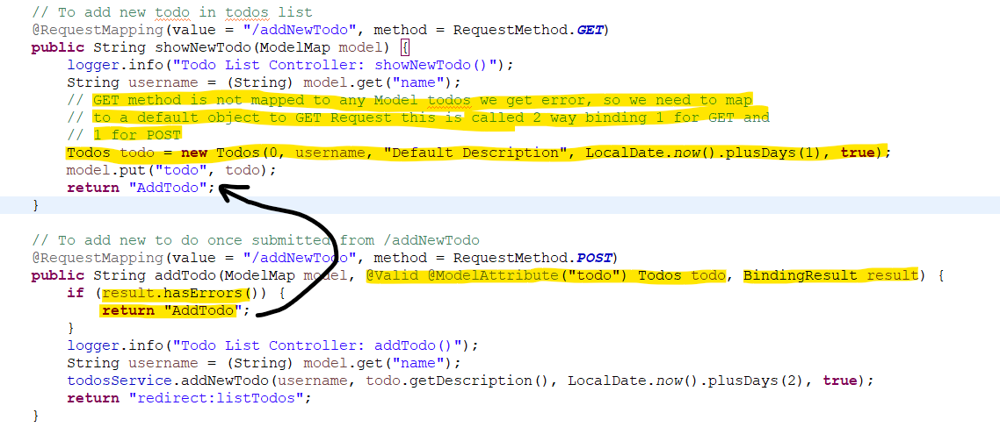 // To add new todo in todos list
@RequestMapping(value = "/addNewTodo", method = RequestMethod.GET)
public String showNewTodo(ModelMap model) {
logger.info("Todo List Controller: showNewTodo()");
String username = (String) model.get("name");
// GET method is not mapped to any Model todos we get error, so we need to map
// to a default object to GET Request this is called 2 way binding 1 for GET and
// 1 for POST
Todos todo = new Todos(0, username, "Default Description", LocalDate.now().plusDays(1), true);
model.put("todo", todo);
return "AddTodo";
}
// To add new to do once submitted from /addNewTodo
@RequestMapping(value = "/addNewTodo", method = RequestMethod.POST)
public String addTodo(ModelMap model, @Valid @ModelAttribute("todo") Todos todo, BindingResult result) {
if (result.hasErrors()) {
return "AddTodo";
}
logger.info("Todo List Controller: addTodo()");
String username = (String) model.get("name");
todosService.addNewTodo(username, todo.getDescription(), LocalDate.now().plusDays(2), true);
return "redirect:listTodos";
}